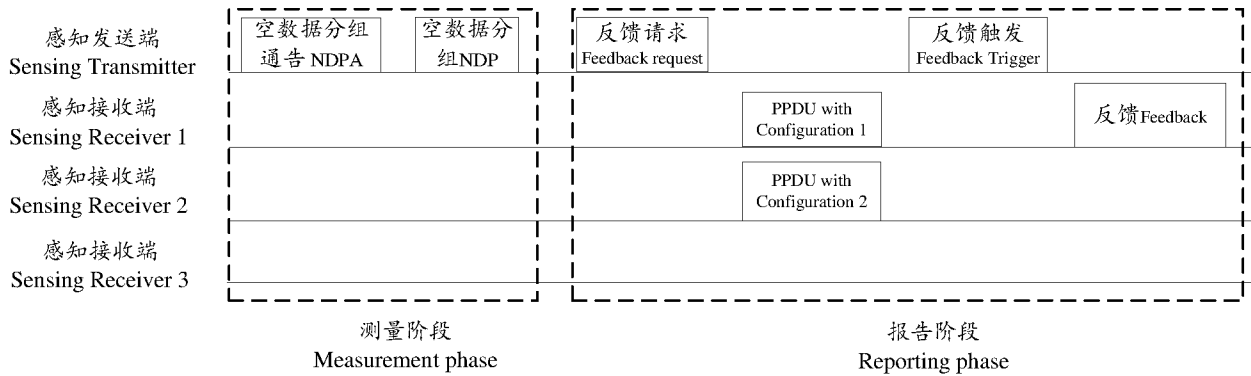 感知发送端
Sensing Transmitter
空数据分组
通告 NDPA
空数据分
组NDP
反馈请求
Feedback request
反馈触发
Feedback Trigger
感知接收端
Sensing Receiver 1
PPDU with
Configuration 1
反馈Feedback
感知接收端
Sensing Receiver 2
PPDU with
Configuration 2
感知接收端
Sensing Receiver 3
测量阶段
Measurement phase
报告阶段
Reporting phase